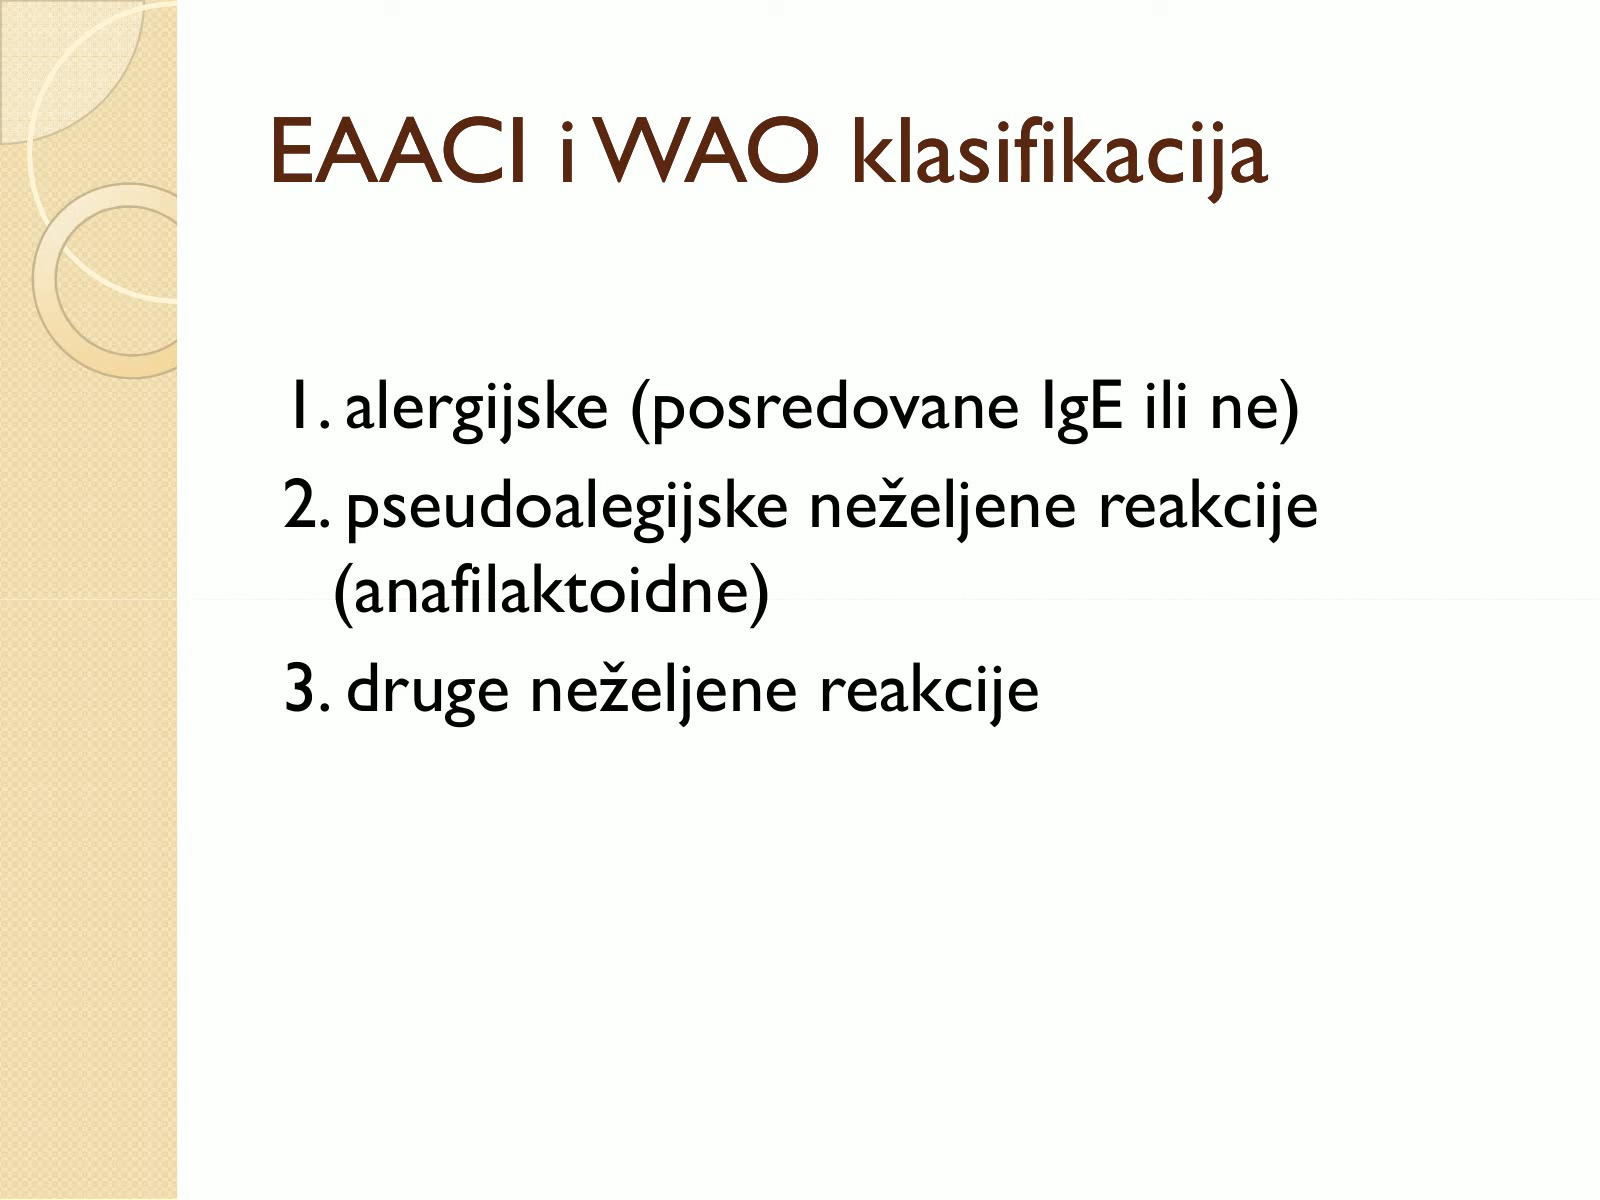 EAACI i WAO klasifikacija
1. alergijske (posredovane IgE ili ne)
2. pseudoalegijske neželjene reakcije
(anafilaktoidne)
3. druge neželjene reakcije